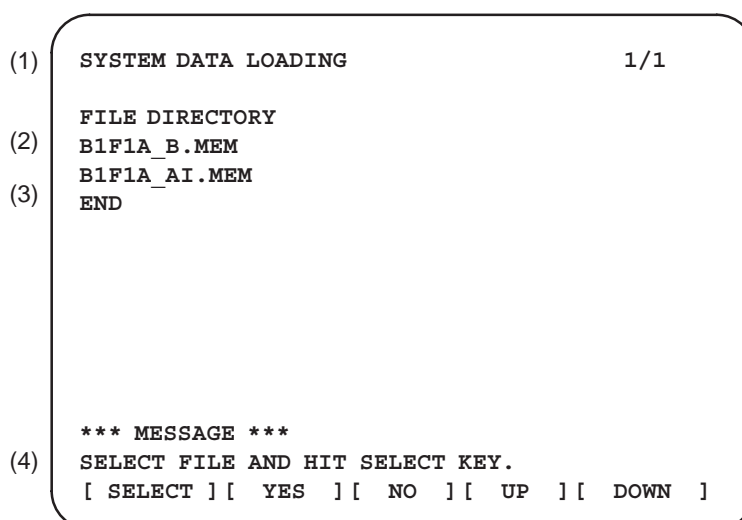 (1) SYSTEM DATA LOADING 1/1
FILE DIRECTORY
(2) B1F1A_B.MEM
B1F1A_AI.MEM
(3) END
*** MESSAGE ***
(4) SELECT FILE AND HIT SELECT KEY.
[ SELECT ] [ YES ] [ NO ] [ UP ] [ DOWN ]